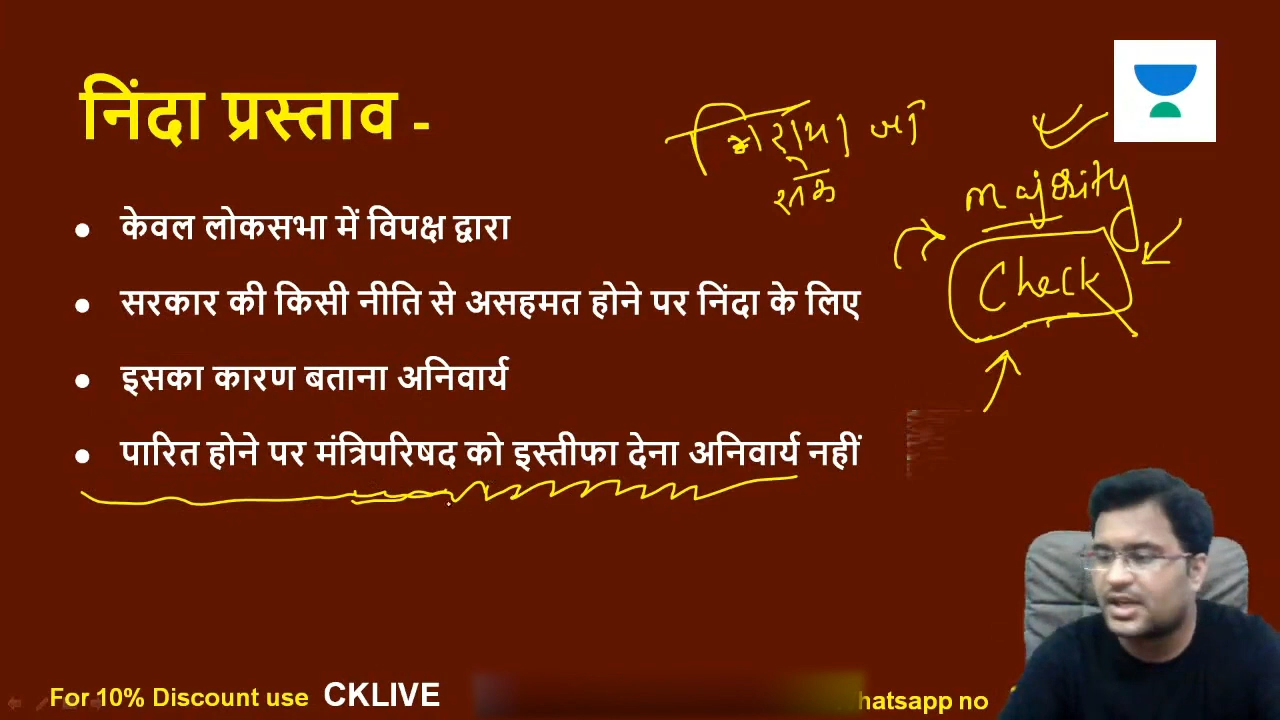 निंदा प्रस्ताव -
गिराया जा
सके
majority
Check
• केवल लोकसभा में विपक्ष द्वारा
• सरकार की किसी नीति से असहमत होने पर निंदा के लिए
• इसका कारण बताना अनिवार्य
• पारित होने पर मंत्रिपरिषद को इस्तीफा देना अनिवार्य नहीं
For 10% Discount use CKLIVE
hatsapp no